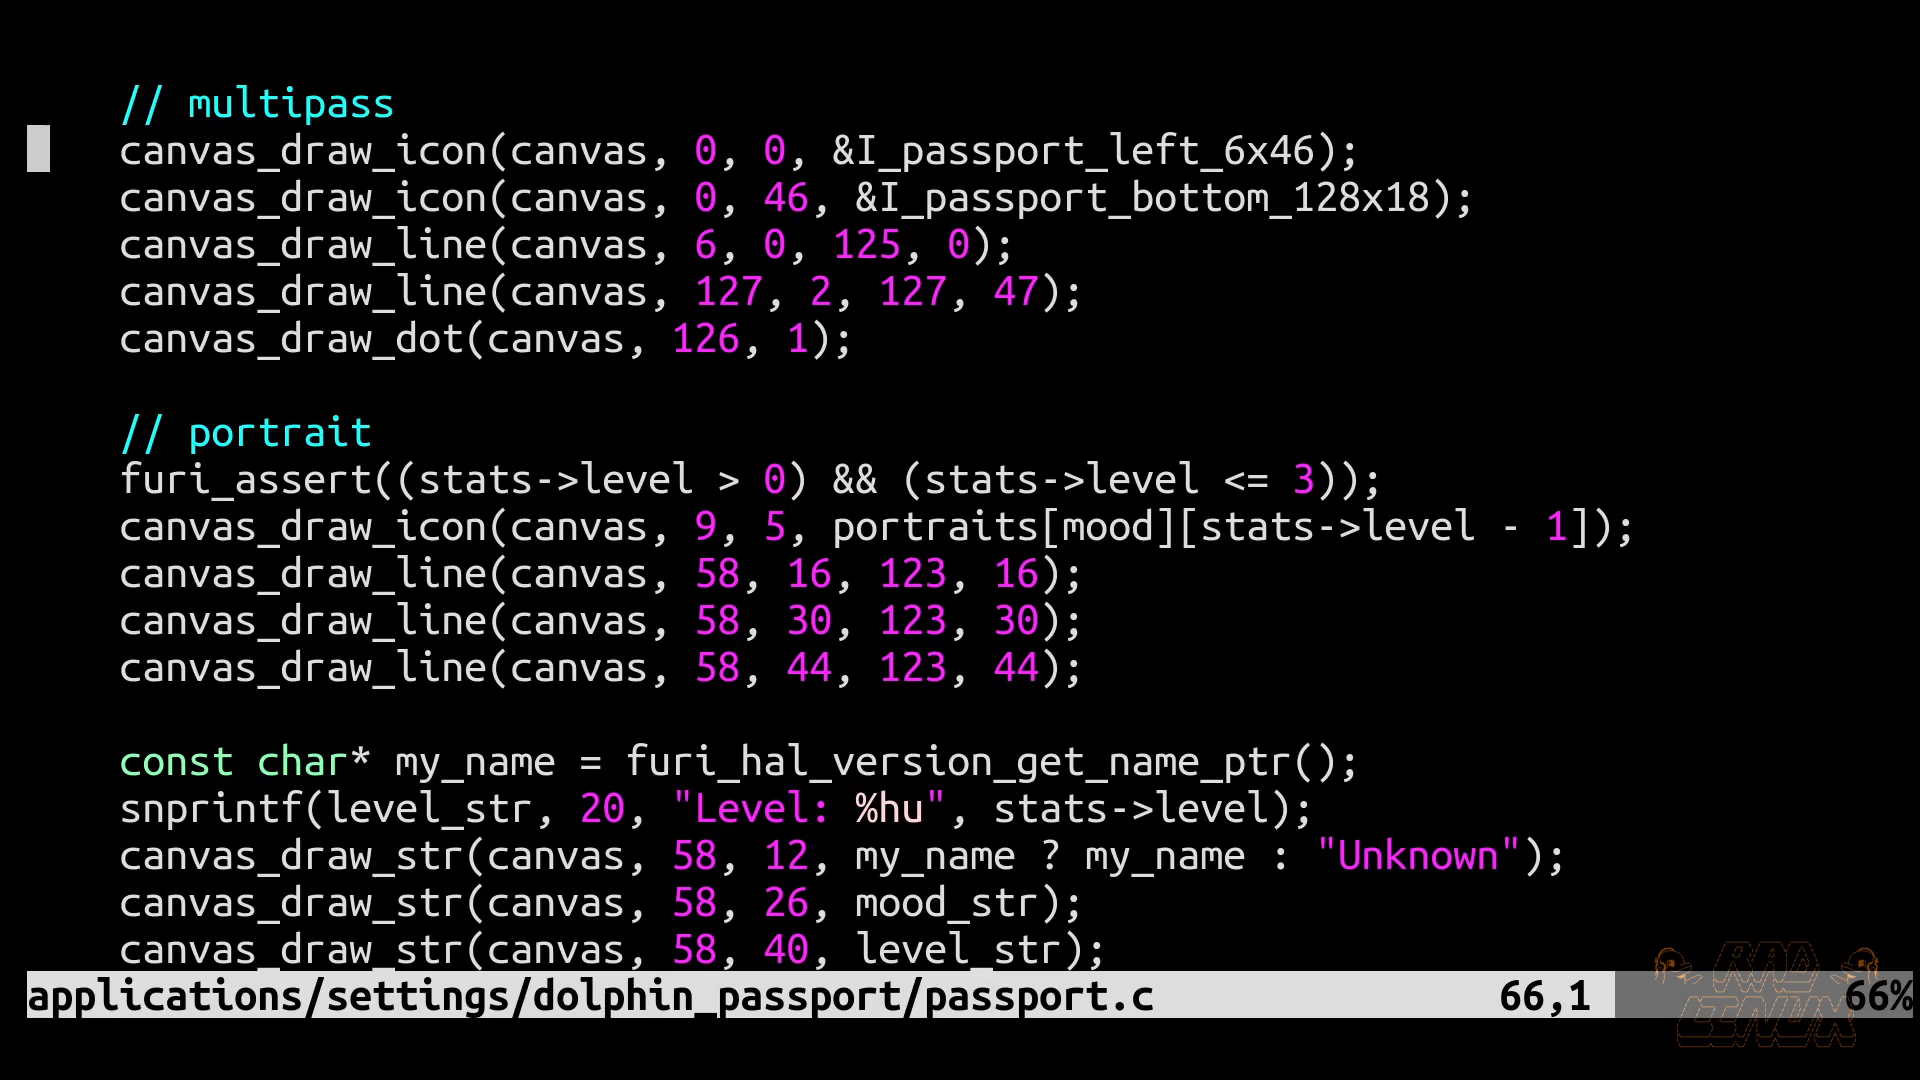 // multipass
canvas_draw_icon(canvas, 0, 0, &I_passport_left_6x46);
canvas_draw_icon(canvas, 0, 46, &I_passport_bottom_128x18);
canvas_draw_line(canvas, 6, 0, 125, 0);
canvas_draw_line(canvas, 127, 2, 127, 47);
canvas_draw_dot(canvas, 126, 1);
// portrait
furi_assert((stats->level > 0) && (stats->level <= 3));
canvas_draw_icon(canvas, 9, 5, portraits[mood][stats->level - 1]);
canvas_draw_line(canvas, 58, 16, 123, 16);
canvas_draw_line(canvas, 58, 30, 123, 30);
canvas_draw_line(canvas, 58, 44, 123, 44);
const char* my_name = furi_hal_version_get_name_ptr();
snprintf(level_str, 20, "Level: %hu", stats->level);
canvas_draw_str(canvas, 58, 12, my_name ? my_name : "Unknown");
canvas_draw_str(canvas, 58, 26, mood_str);
canvas_draw_str(canvas, 58, 40, level_str);
applications/settings/dolphin_passport/passport.c 66,1 66%
RAD
LINUX